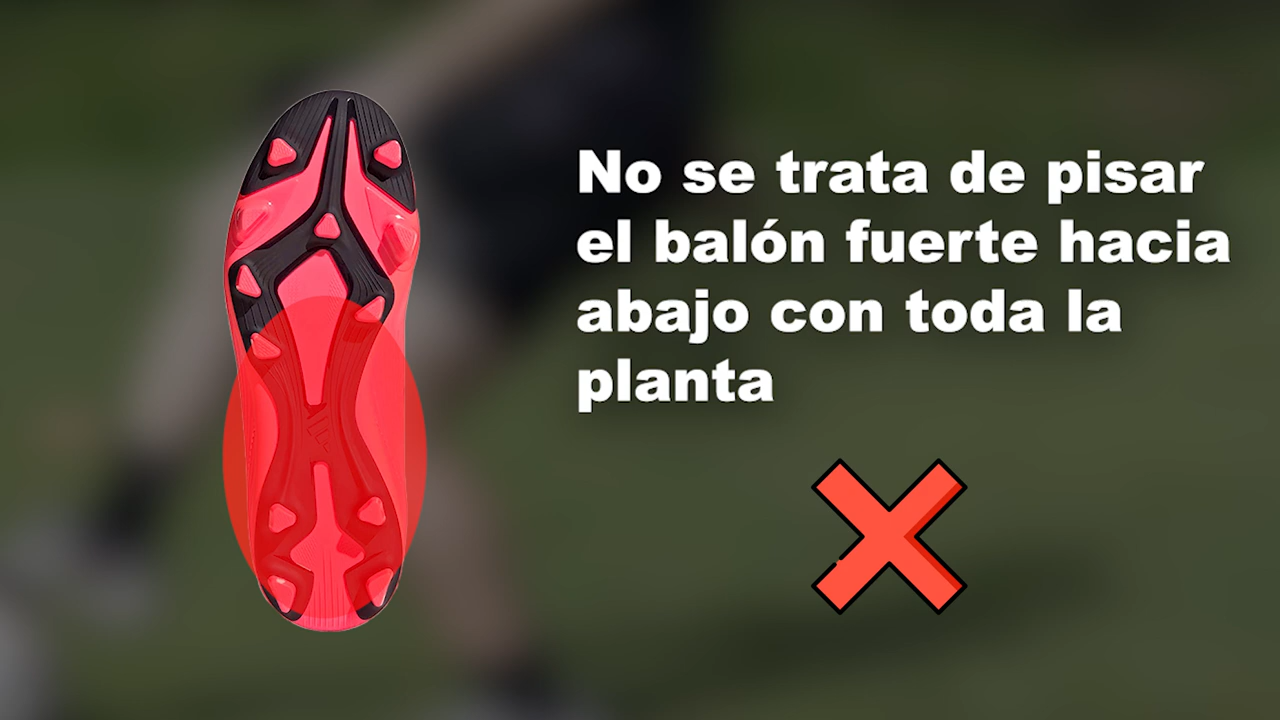 No se trata de pisar
el balón fuerte hacia
abajo con toda la
planta